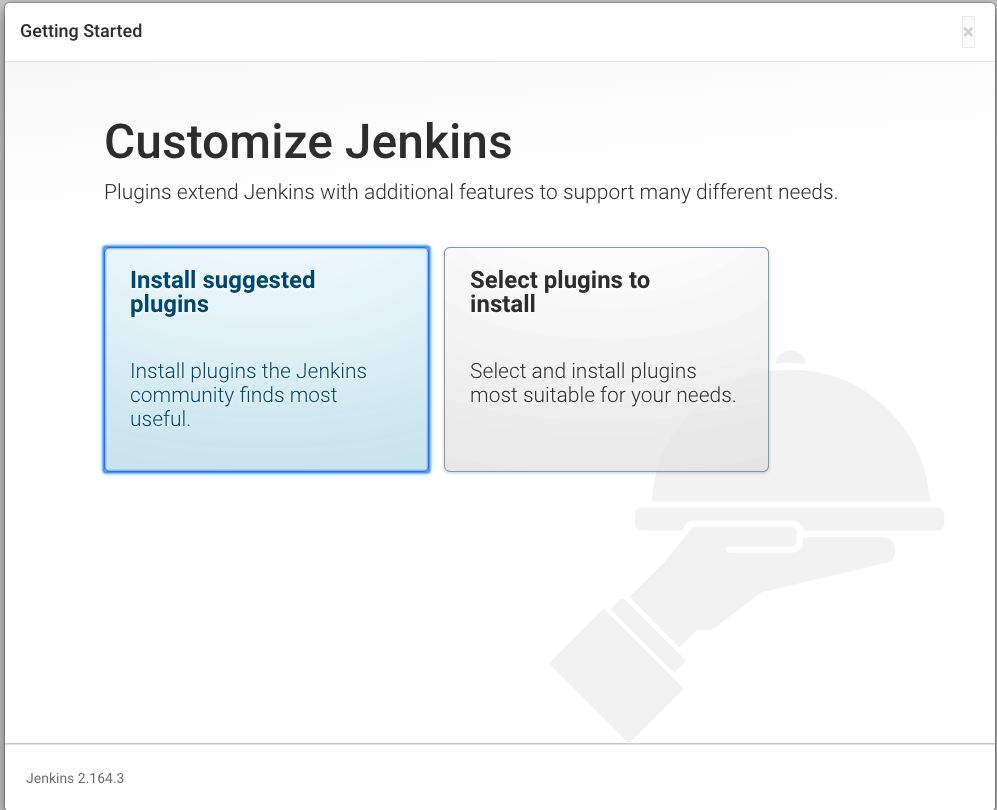 Getting Started
×
Customize Jenkins
Plugins extend Jenkins with additional features to support many different needs.
Install suggested
plugins
Install plugins the Jenkins
community finds most
useful.
Select plugins to
install
Select and install plugins
most suitable for your needs.
Jenkins 2.164.3